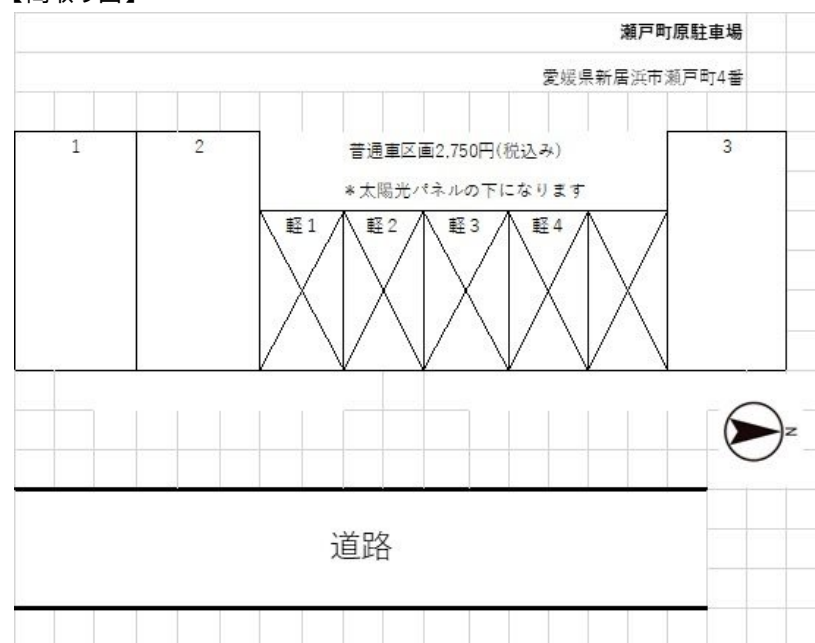 瀬戸町原駐車場
愛媛県新居浜市瀬戸町4番
1
2
普通車区画2,750円(税込み)
3
*太陽光パネルの下になります
軽1
軽2
軽3
軽4
N
道路